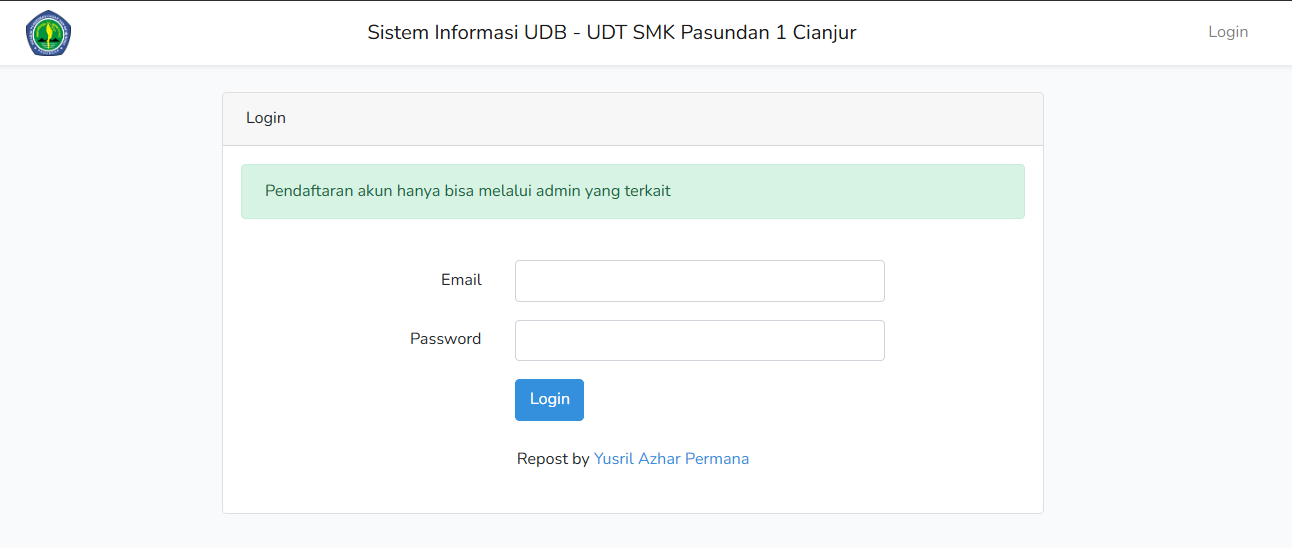 Sistem Informasi UDB - UDT SMK Pasundan 1 Cianjur
Login
Login
Pendaftaran akun hanya bisa melalui admin yang terkait
Email
Password
Login
Repost by Yusril Azhar Permana